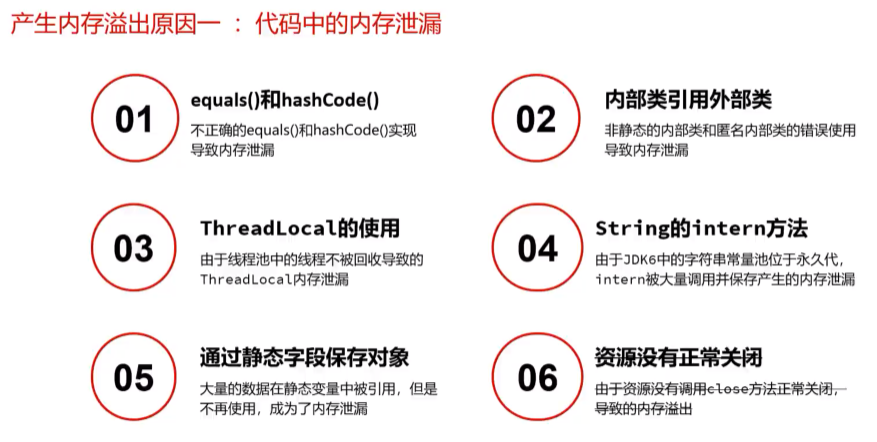 产生内存溢出原因一 ： 代码中的内存泄漏
01
equals()和hashCode()
不正确的equals()和hashCode()实现
导致内存泄漏
02
内部类引用外部类
非静态的内部类和匿名内部类的错误使用
导致内存泄漏
03
ThreadLocal的使用
由于线程池中的线程不被回收导致的
ThreadLocal内存泄漏
04
String的intern方法
由于JDK6中的字符串常量池位于永久代，
intern被大量调用并保存产生的内存泄漏
05
通过静态字段保存对象
大量的数据在静态变量中被引用，但是
不再使用，成为了内存泄漏
06
资源没有正常关闭
由于资源没有调用close方法正常关闭，
导致的内存溢出